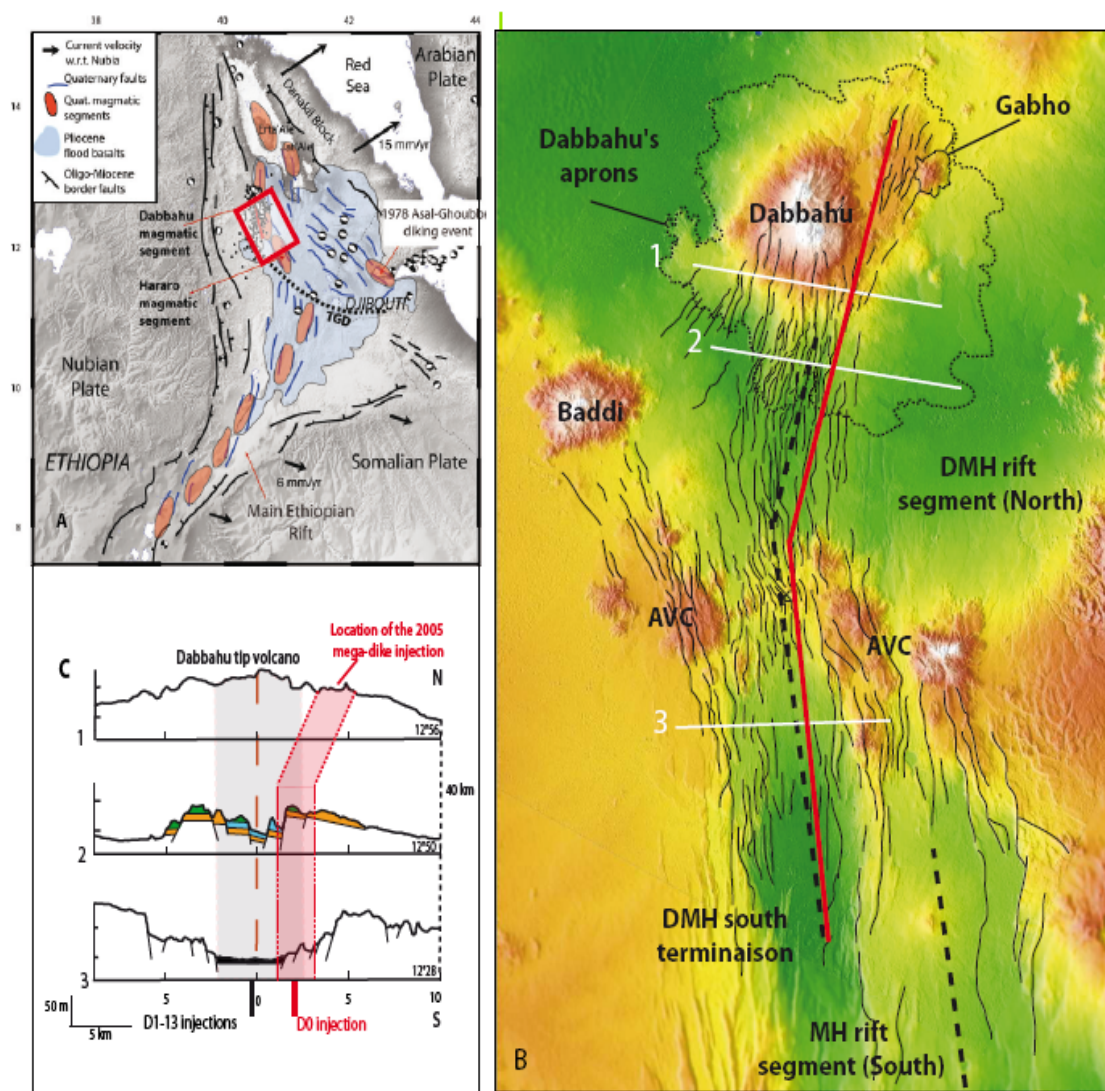 38
40
42
44
Current velocity
w.r.t. Nubia
Quaternary faults
Quat. magmatic
segments
Pliocene
flood basalts
Oligo-Miocene
border faults
Red
Sea
Arabian
Plate
Danakil Block
Erta'Ale
Tat'Ale
15 mm/yr
14
12
10
8
Dabbahu
magmatic
segment
1978 Asal-Ghoubbe
diking event
Hararo
magmatic
segment
DJIBOUTI
TGD
Nubian
Plate
ETHIOPIA
Somalian Plate
6 mm/yr
Main Ethiopian
Rift
A
C
Location of the 2005
mega-dike injection
Dabbahu tip volcano
N
1
12°56
40 km
2
12°50
3
12°28
5
0
5
10
50 m
5 km
D1-13 injections
D0 injection
S
Gabho
Dabbahu's
aprons
Dabbahu
1
2
Baddi
DMH rift
segment (North)
AVC
AVC
3
DMH south
terminaison
MH rift
segment (South)
B